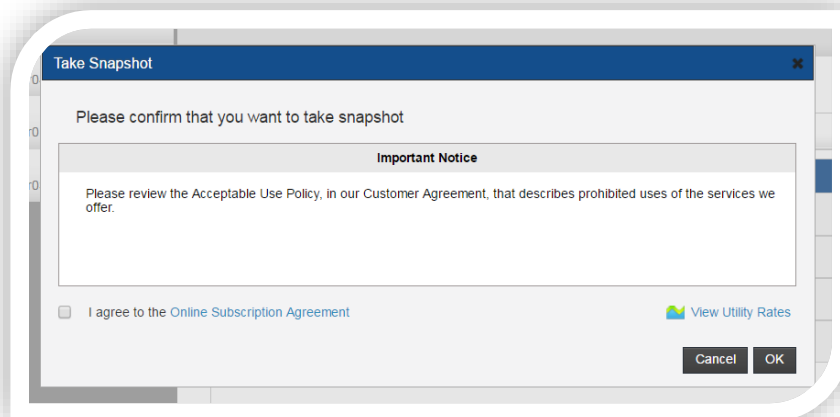 Take Snapshot
Please confirm that you want to take snapshot
Important Notice
Please review the Acceptable Use Policy, in our Customer Agreement, that describes prohibited uses of the services we
offer.
I agree to the Online Subscription Agreement
View Utility Rates
Cancel OK